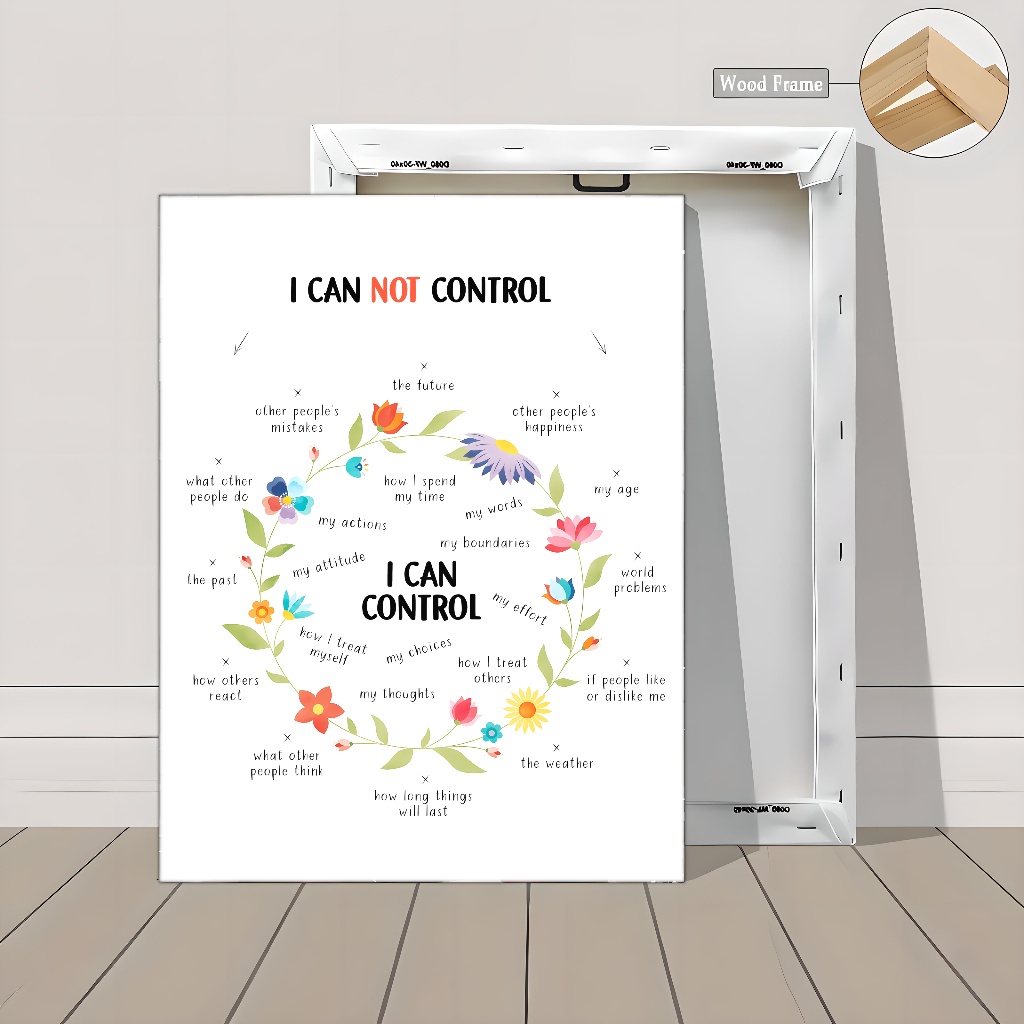 Wood Frame
I CAN NOT CONTROL
the future
other people's
mistakes
other people's
happiness
what other
people do
my age
the past
world
problems
how others
react
if people like
or dislike me
what other
people think
the weather
how long things
will last
how I spend
my time
my words
my actions
my boundaries
my attitude
I CAN
CONTROL
my effort
how I treat
myself
my choices
how I treat
others
my thoughts